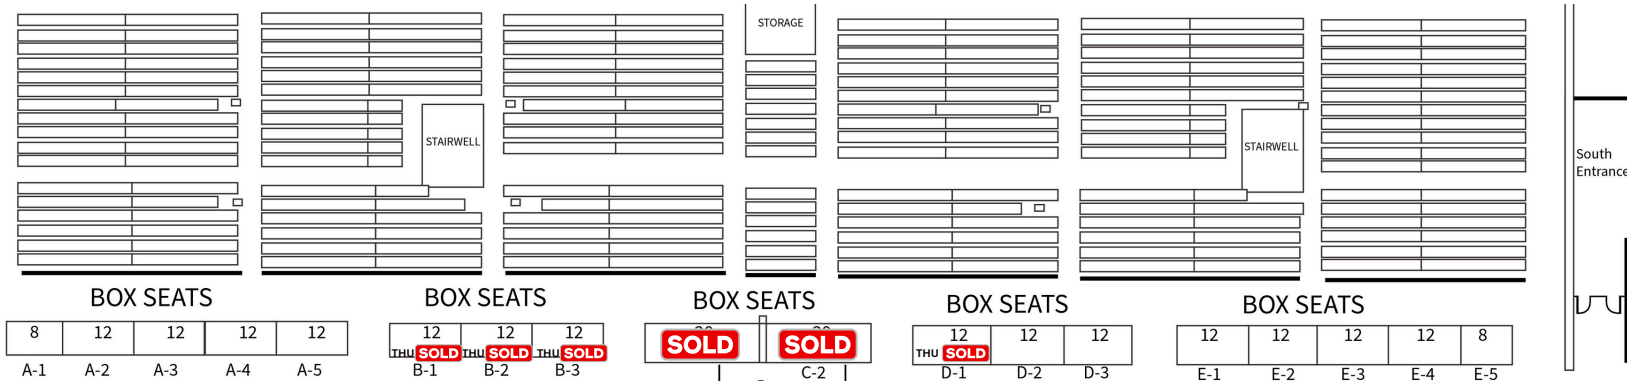 STORAGE
STAIRWELL
STAIRWELL
South
Entrance
BOX SEATS
BOX SEATS
BOX SEATS
BOX SEATS
BOX SEATS
8 12 12 12 12
12 12 12
THU SOLD THU SOLD THU SOLD
SOLD SOLD
12 12 12
THU SOLD
12 12 12 12 8
A-1 A-2 A-3 A-4 A-5
B-1 B-2 B-3
C-2
D-1 D-2 D-3
E-1 E-2 E-3 E-4 E-5